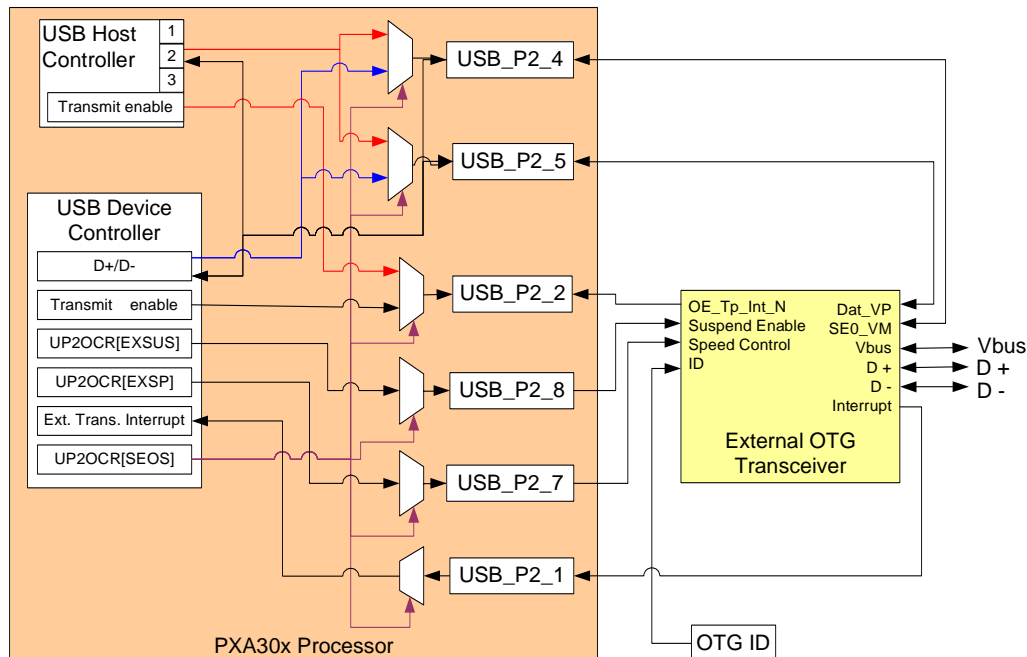 USB Host
Controller
1
2
3
Transmit enable
USB Device
Controller
D+/D-
Transmit enable
UP2OCR[EXSUS]
UP2OCR[EXSP]
Ext. Trans. Interrupt
UP2OCR[SEOS]
USB_P2_4
USB_P2_5
USB_P2_2
USB_P2_8
USB_P2_7
USB_P2_1
PXA30x Processor
OE_Tp_Int_N
Suspend Enable
Speed Control
ID
Dat_VP
SE0_VM
Vbus
D +
D -
Interrupt
External OTG
Transceiver
Vbus
D +
D -
OTG ID